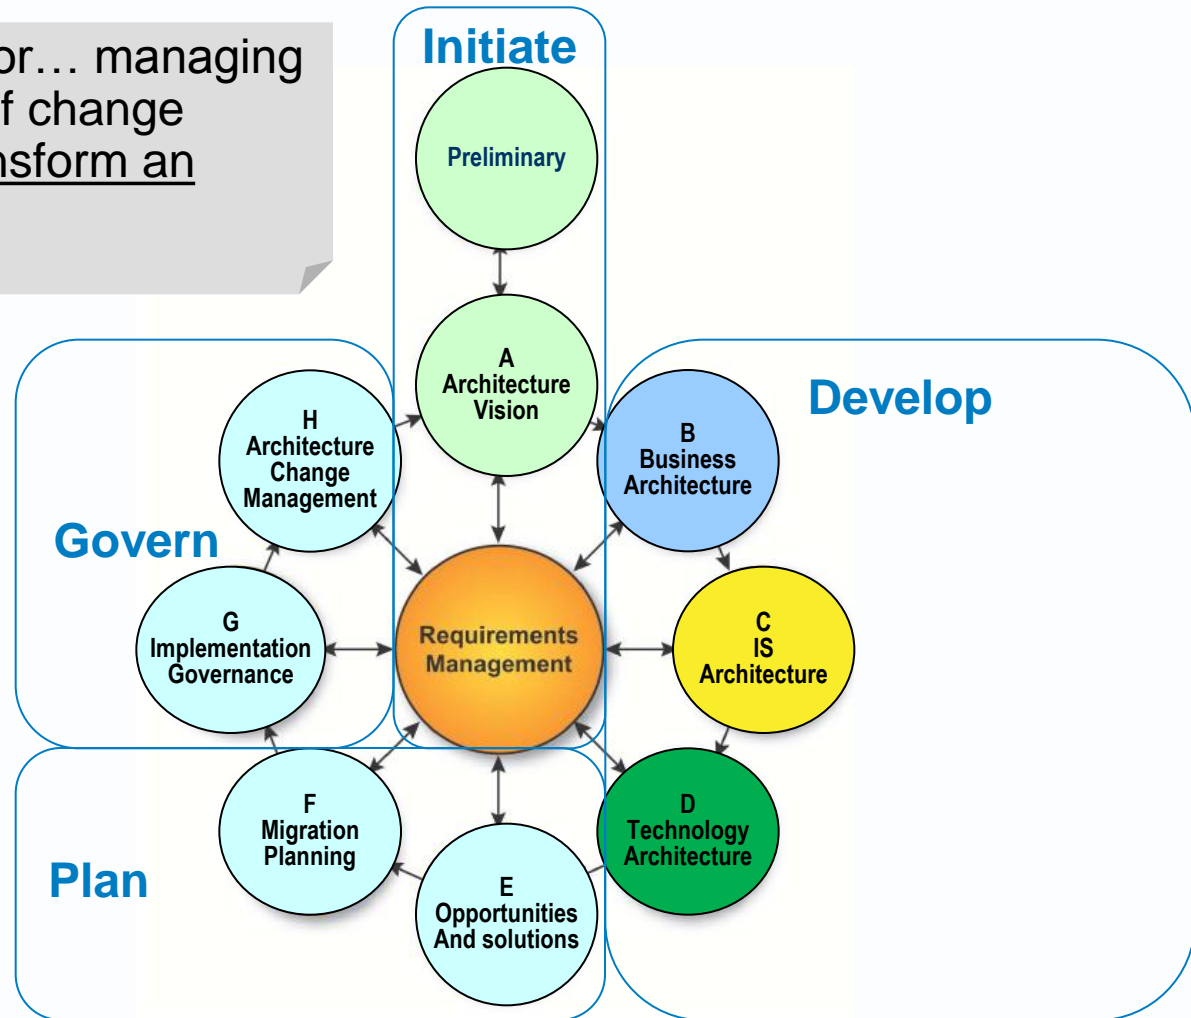 or… managing
f change
nsform an
Initiate
Preliminary
A
Architecture
Vision
Develop
H
Architecture
Change
Management
B
Business
Architecture
Govern
G
Implementation
Governance
Requirements
Management
C
IS
Architecture
F
Migration
Planning
D
Technology
Architecture
Plan
E
Opportunities
And solutions